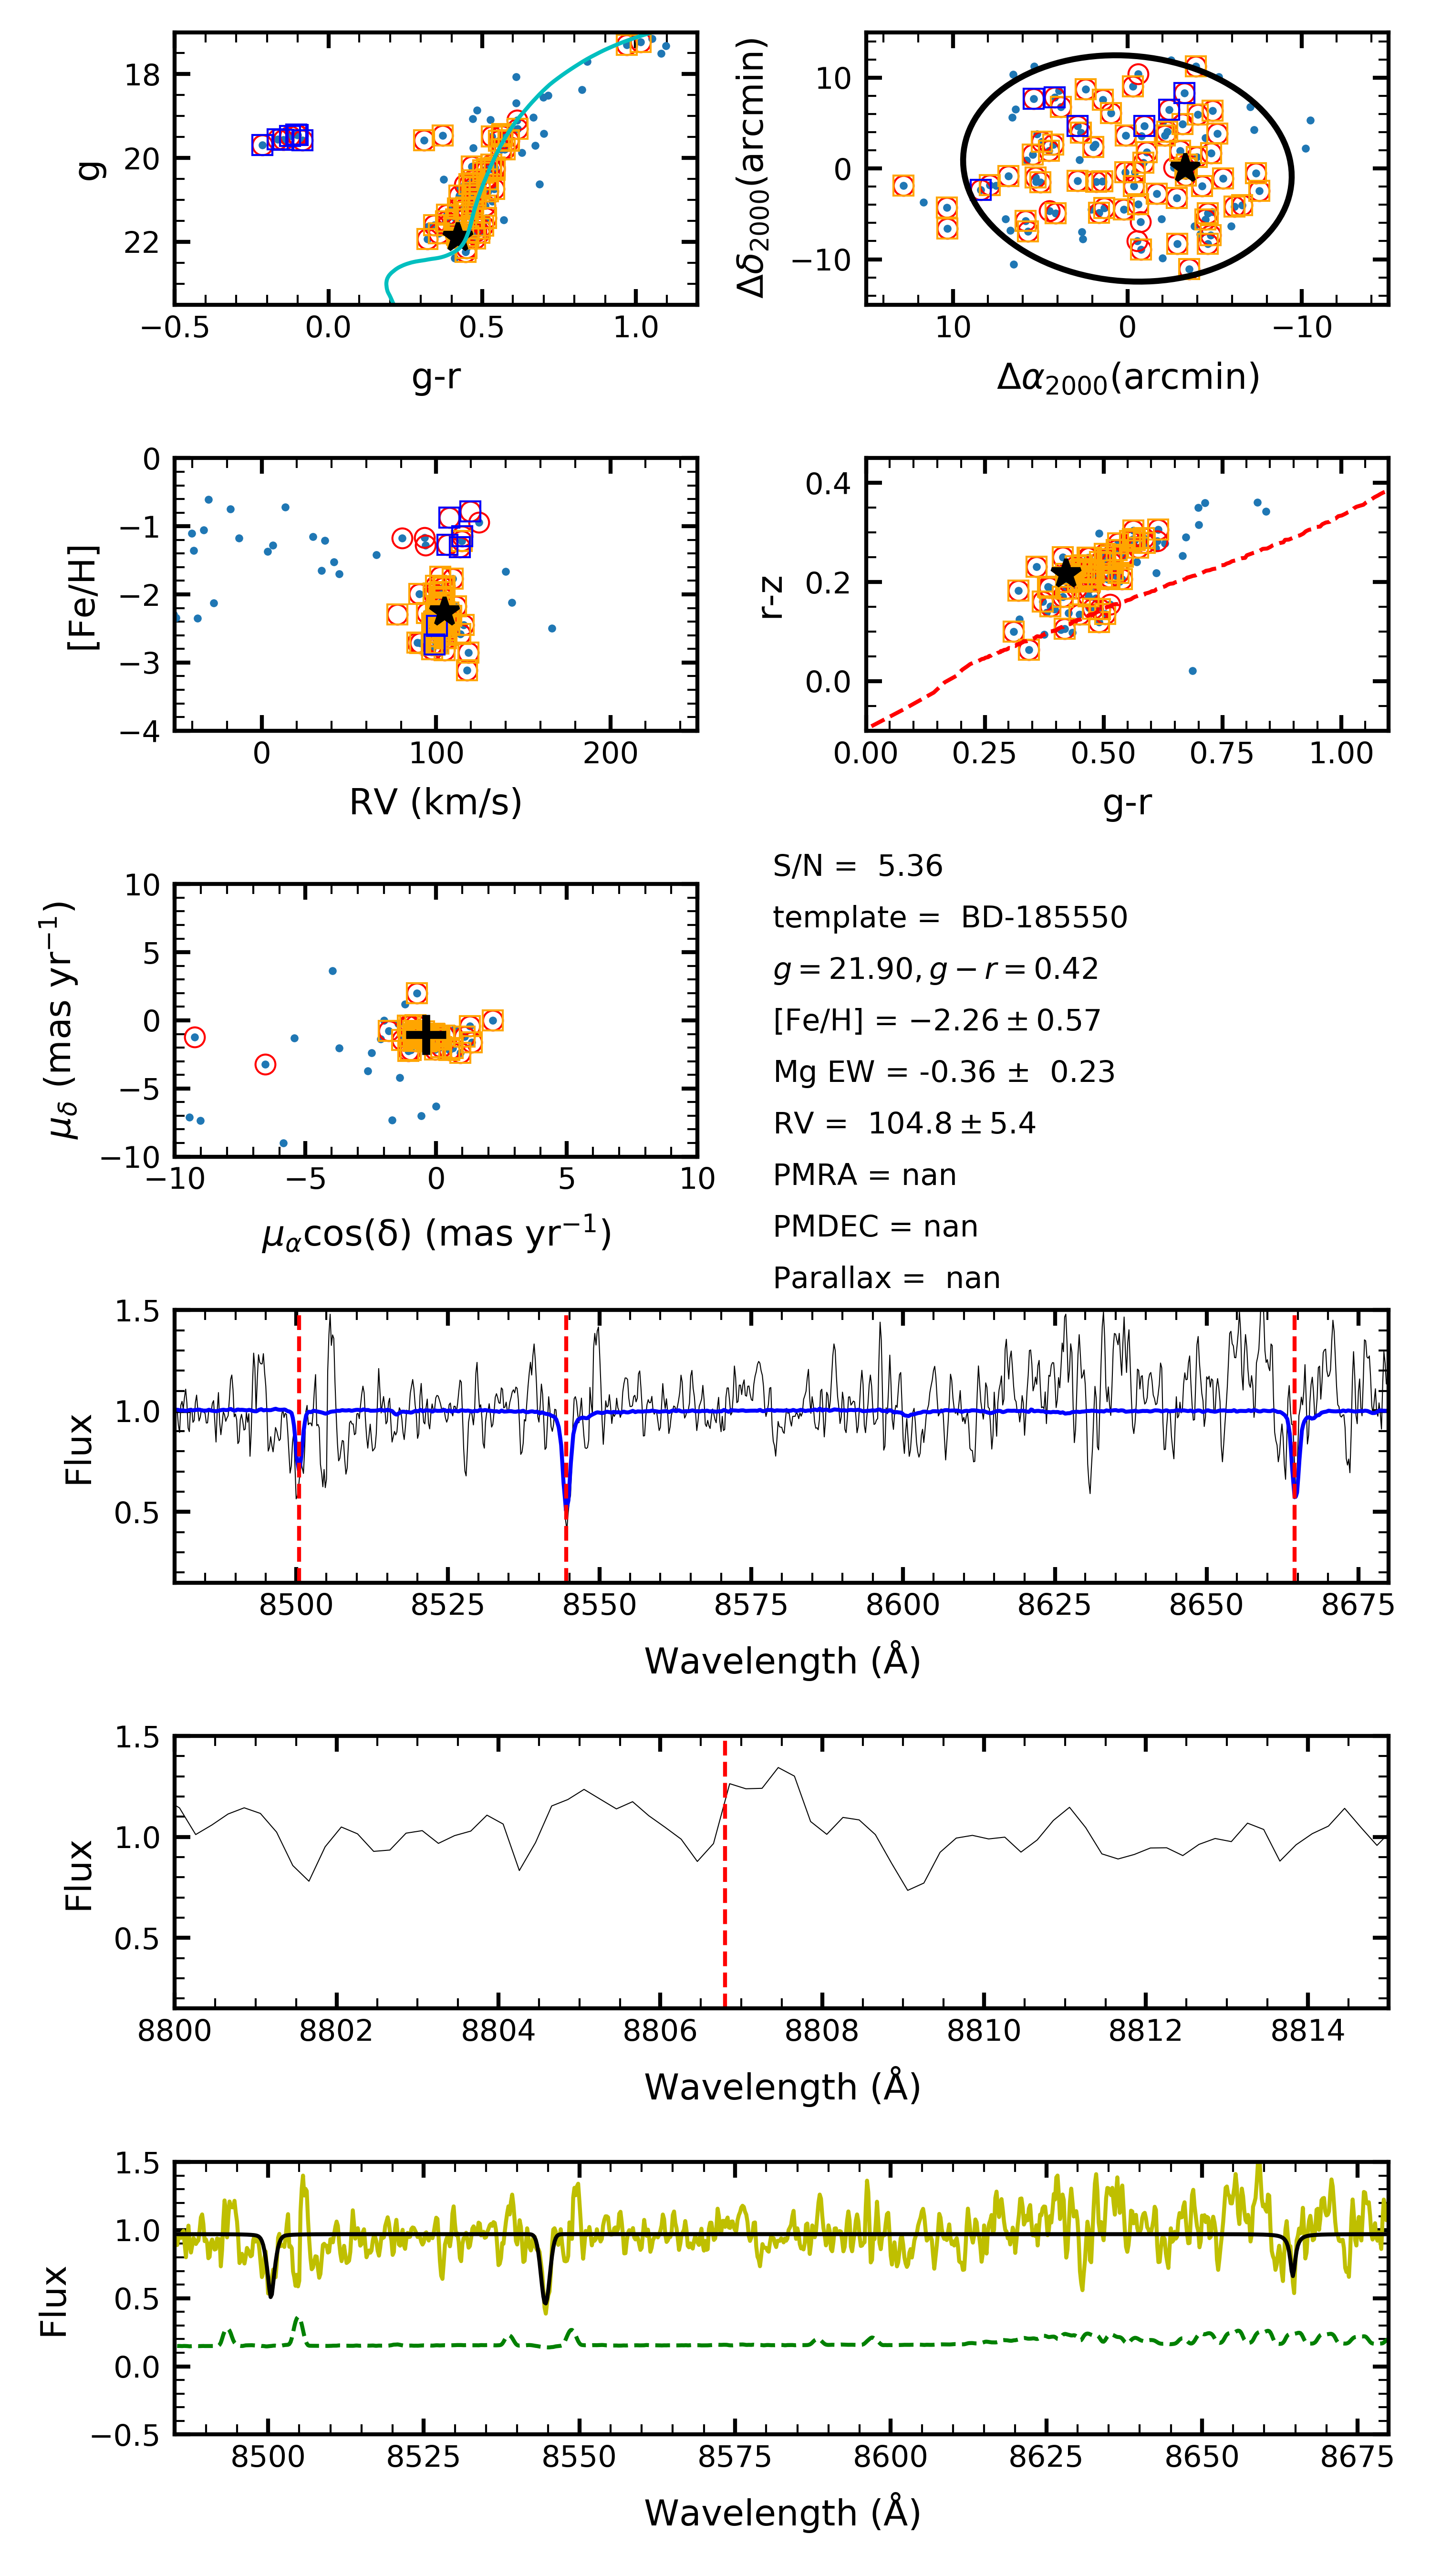 18
20
22
g
−0.5
0.0
0.5
1.0
g-r
10
0
−10
Δδ2000(arcmin)
10
0
−10
Δα2000(arcmin)
0
−1
−2
−3
−4
[Fe/H]
0
100
200
RV (km/s)
0.4
0.2
0.0
r-z
0.00
0.25
0.50
0.75
1.00
g-r
10
5
0
−5
−10
μδ (mas yr−1)
−10
−5
0
5
10
μαcos(δ) (mas yr−1)
S/N = 5.36
template = BD-185550
g = 21.90, g − r = 0.42
[Fe/H] = −2.26 ± 0.57
Mg EW = -0.36 ± 0.23
RV = 104.8 ± 5.4
PMRA = nan
PMDEC = nan
Parallax = nan
1.5
1.0
0.5
Flux
8500
8525
8550
8575
8600
8625
8650
8675
Wavelength (Å)
1.5
1.0
0.5
Flux
8800
8802
8804
8806
8808
8810
8812
8814
Wavelength (Å)
1.5
1.0
0.5
0.0
−0.5
Flux
8500
8525
8550
8575
8600
8625
8650
8675
Wavelength (Å)